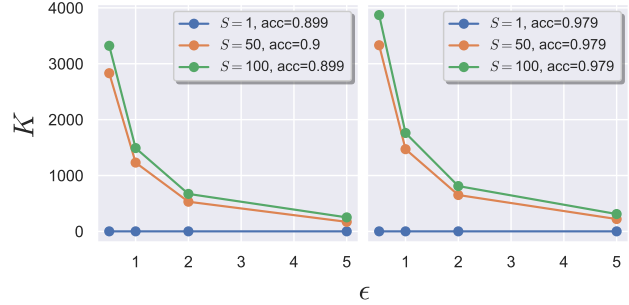 4000
3000
2000
1000
0
K
S = 1, acc=0.899
S = 50, acc=0.9
S = 100, acc=0.899
S = 1, acc=0.979
S = 50, acc=0.979
S = 100, acc=0.979
1 2 3 4 5
1 2 3 4 5
ϵ